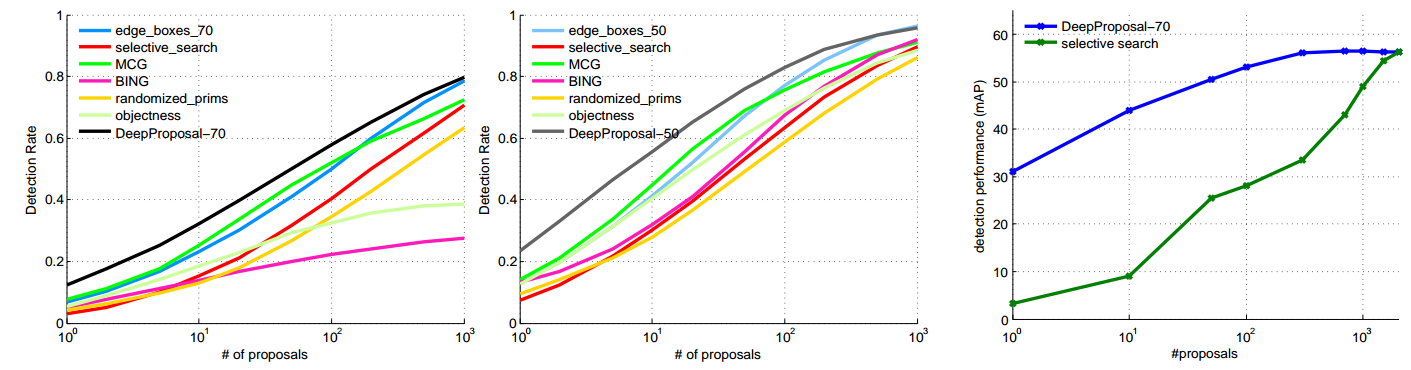 1
0.8
0.6
0.4
0.2
0
Detection Rate
edge_boxes_70
selective_search
MCG
BING
randomized_prims
objectness
DeepProposal−70
10^0 10^1 10^2 10^3
# of proposals
1
0.8
0.6
0.4
0.2
0
Detection Rate
edge_boxes_50
selective_search
MCG
BING
randomized_prims
objectness
DeepProposal−50
10^0 10^1 10^2 10^3
# of proposals
60
50
40
30
20
10
0
detection performance (mAP)
DeepProposal−70
selective search
10^0 10^1 10^2 10^3
#proposals